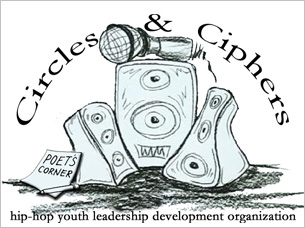 Circles & Ciphers
POETS
CORNER
hip-hop youth leadership development organization